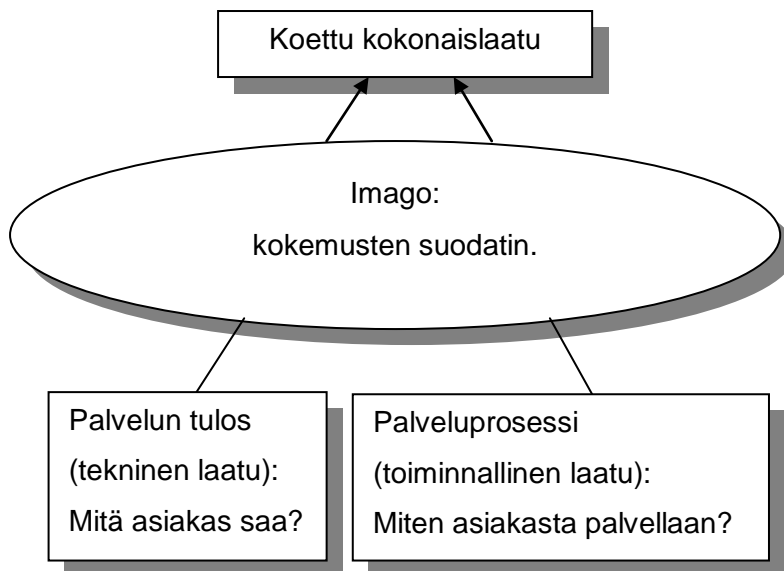 Koettu kokonaislaatu
Imago:
kokemusten suodatin.
Palvelun tulos
(tekninen laatu):
Mitä asiakas saa?
Palveluprosessi
(toiminnallinen laatu):
Miten asiakasta palvellaan?